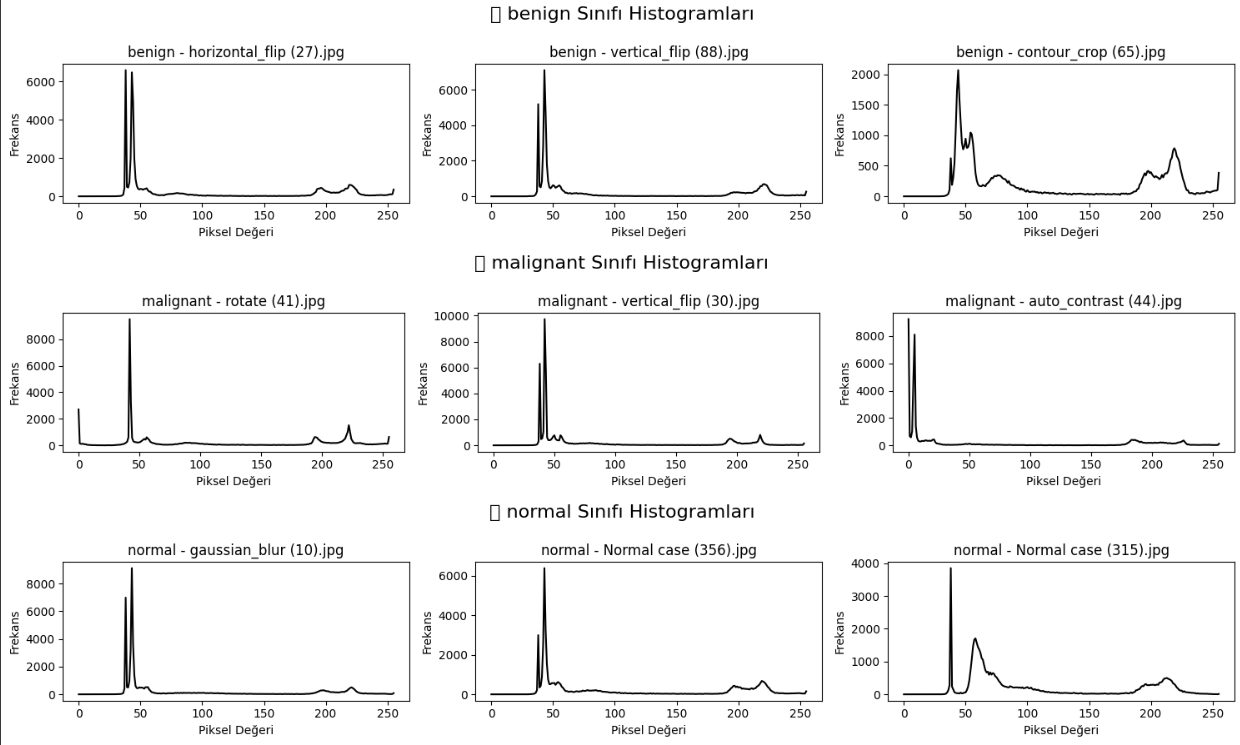 benign Sınıfı Histogramları
benign - horizontal_flip (27).jpg
benign - vertical_flip (88).jpg
benign - contour_crop (65).jpg
Frekans
6000
4000
2000
0
0 50 100 150 200 250
Piksel Değeri
Frekans
6000
4000
2000
0
0 50 100 150 200 250
Piksel Değeri
Frekans
2000
1500
1000
500
0
0 50 100 150 200 250
Piksel Değeri
malignant Sınıfı Histogramları
malignant - rotate (41).jpg
malignant - vertical_flip (30).jpg
malignant - auto_contrast (44).jpg
Frekans
8000
6000
4000
2000
0
0 50 100 150 200 250
Piksel Değeri
Frekans
10000
8000
6000
4000
2000
0
0 50 100 150 200 250
Piksel Değeri
Frekans
8000
6000
4000
2000
0
0 50 100 150 200 250
Piksel Değeri
normal Sınıfı Histogramları
normal - gaussian_blur (10).jpg
normal - Normal case (356).jpg
normal - Normal case (315).jpg
Frekans
8000
6000
4000
2000
0
0 50 100 150 200 250
Piksel Değeri
Frekans
6000
4000
2000
0
0 50 100 150 200 250
Piksel Değeri
Frekans
4000
3000
2000
1000
0
0 50 100 150 200 250
Piksel Değeri